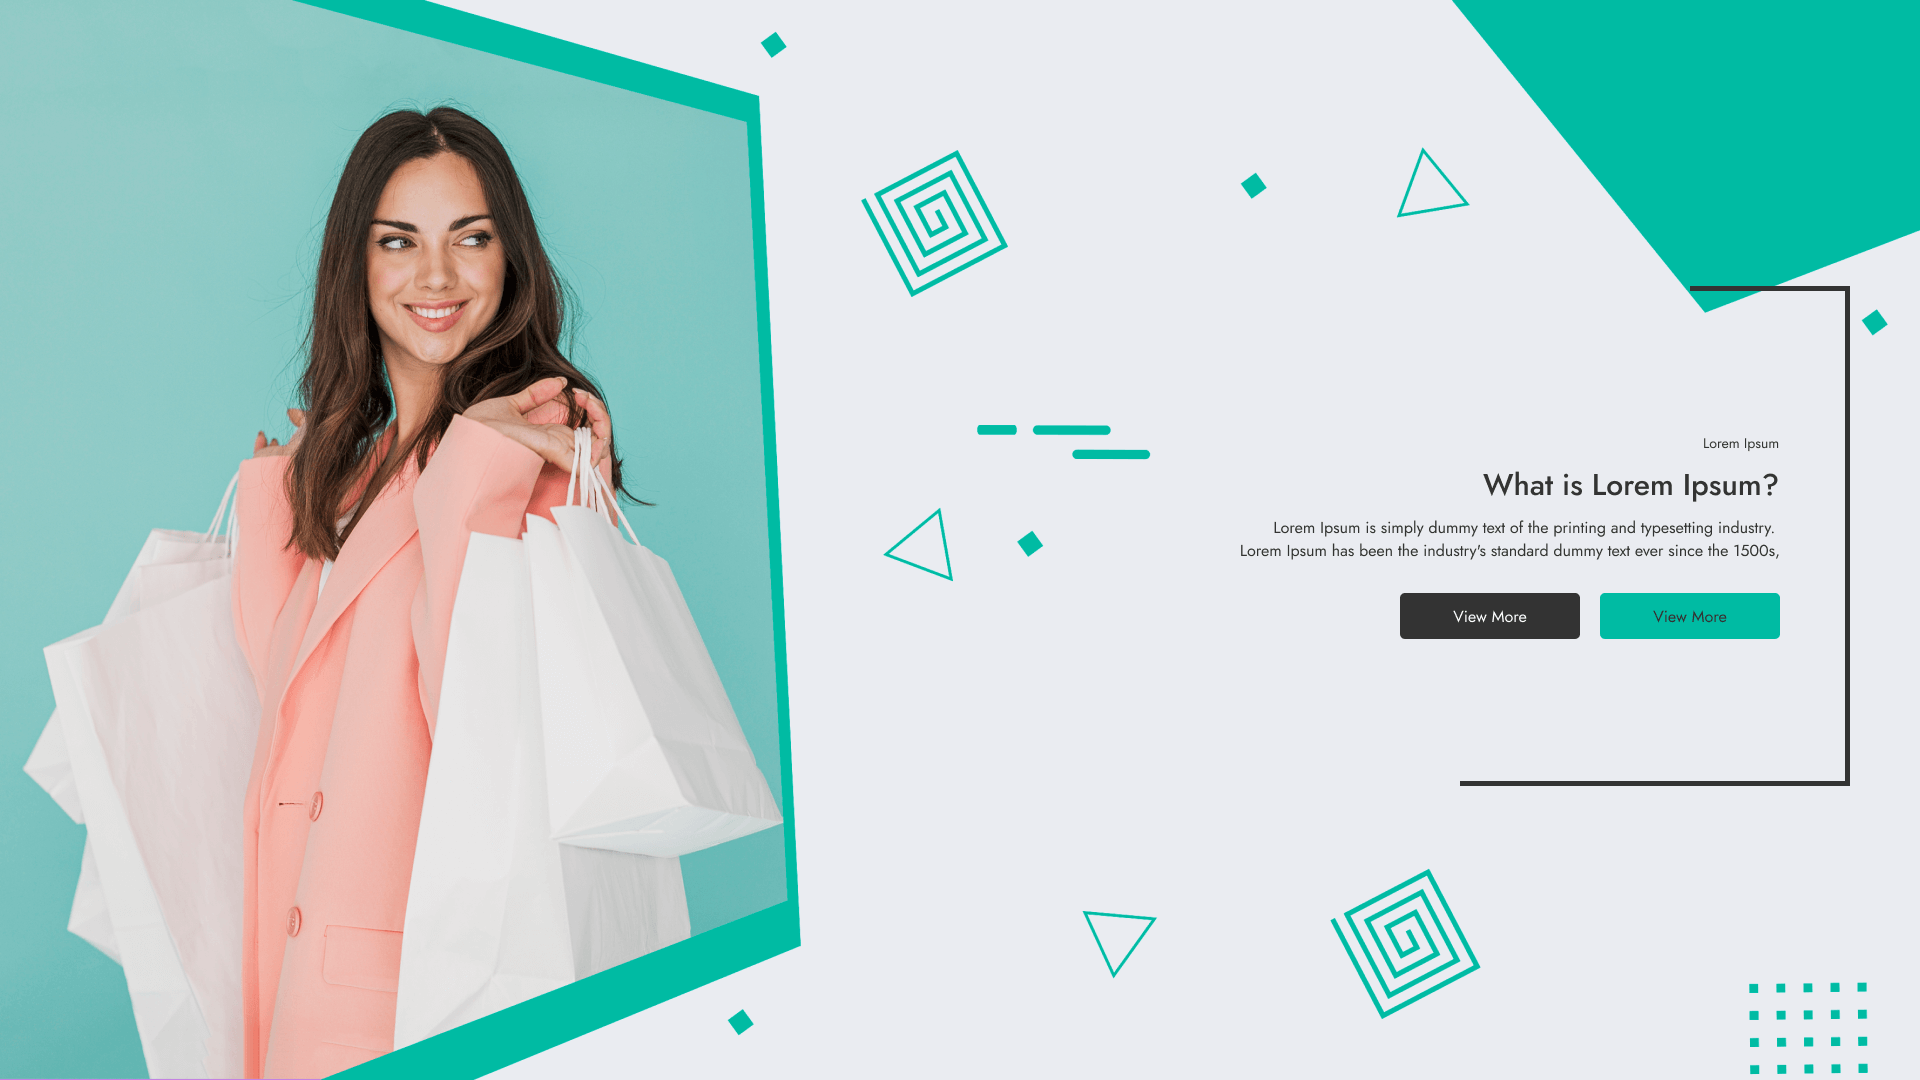 Lorem Ipsum
What is Lorem Ipsum?
Lorem Ipsum is simply dummy text of the printing and typesetting industry.
Lorem Ipsum has been the industry's standard dummy text ever since the 1500s,
View More
View More